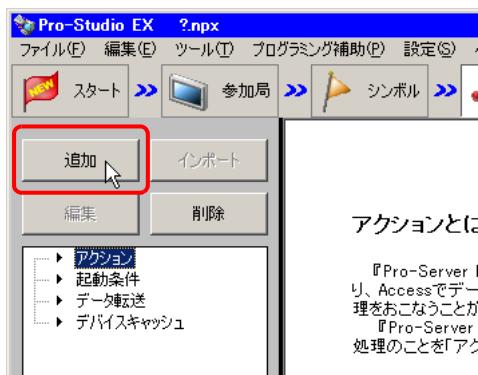 Pro-Studio EX ?.npx
ファイル(F) 編集(E) ツール(T) プログラミング補助(P) 設定(S)
NEW スタート 参加局 シンボル
追加 インポート
編集 削除
アクション
起動条件
データ転送
デバイスキャッシュ
アクションとは
『Pro-Server
り、Accessでデー
理をおこなうことが
『Pro-Server
処理のことを「アク